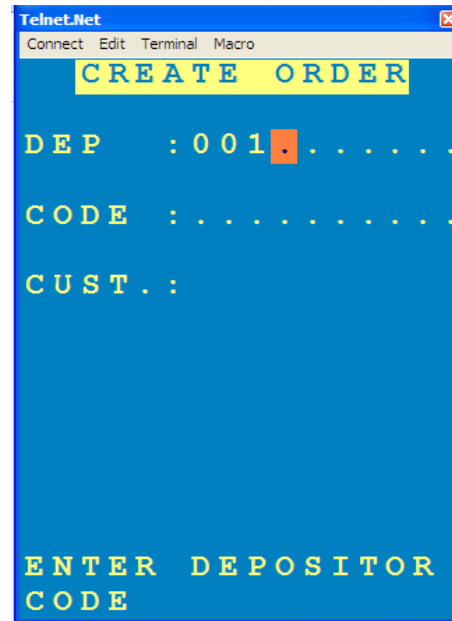 Telnet.Net
Connect Edit Terminal Macro
CREATE ORDER
DEP :001.......
CODE :..........
CUST.:
ENTER DEPOSITOR
CODE